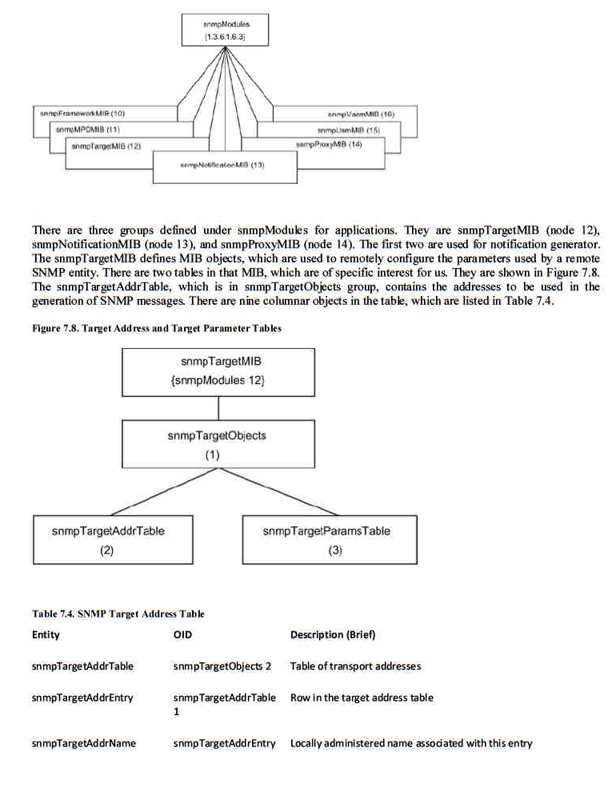 snmpModules
{1.3.6.1.6.3}
snmpFrameworkMIB (10)
snmpVacmMIB (16)
snmpMPDMIB (11)
snmpUsmMIB (15)
snmpTargetMIB (12)
snmpProxyMIB (14)
snmpNotificationMIB (13)
There are three groups defined under snmpModules for applications. They are snmpTargetMIB (node 12),
snmpNotificationMIB (node 13), and snmpProxyMIB (node 14). The first two are used for notification generator.
The snmpTargetMIB defines MIB objects, which are used to remotely configure the parameters used by a remote
SNMP entity. There are two tables in that MIB, which are of specific interest for us. They are shown in Figure 7.8.
The snmpTargetAddrTable, which is in snmpTargetObjects group, contains the addresses to be used in the
generation of SNMP messages. There are nine columnar objects in the table, which are listed in Table 7.4.
Figure 7.8. Target Address and Target Parameter Tables
snmpTargetMIB
{snmpModules 12}
snmpTargetObjects
(1)
snmpTargetAddrTable
(2)
snmpTargetParamsTable
(3)
Table 7.4. SNMP Target Address Table
Entity OID Description (Brief)
snmpTargetAddrTable snmpTargetObjects 2 Table of transport addresses
snmpTargetAddrEntry snmpTargetAddrTable Row in the target address table
1
snmpTargetAddrName snmpTargetAddrEntry Locally administered name associated with this entry